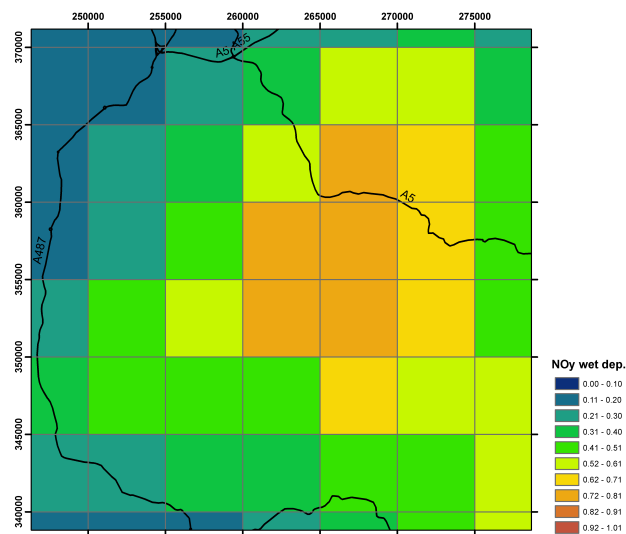 250000 255000 260000 265000 270000 275000
370000
365000
360000
355000
350000
345000
340000
A5
A55
A5
A487
NOy wet dep.
0.00 - 0.10
0.11 - 0.20
0.21 - 0.30
0.31 - 0.40
0.41 - 0.51
0.52 - 0.61
0.62 - 0.71
0.72 - 0.81
0.82 - 0.91
0.92 - 1.01